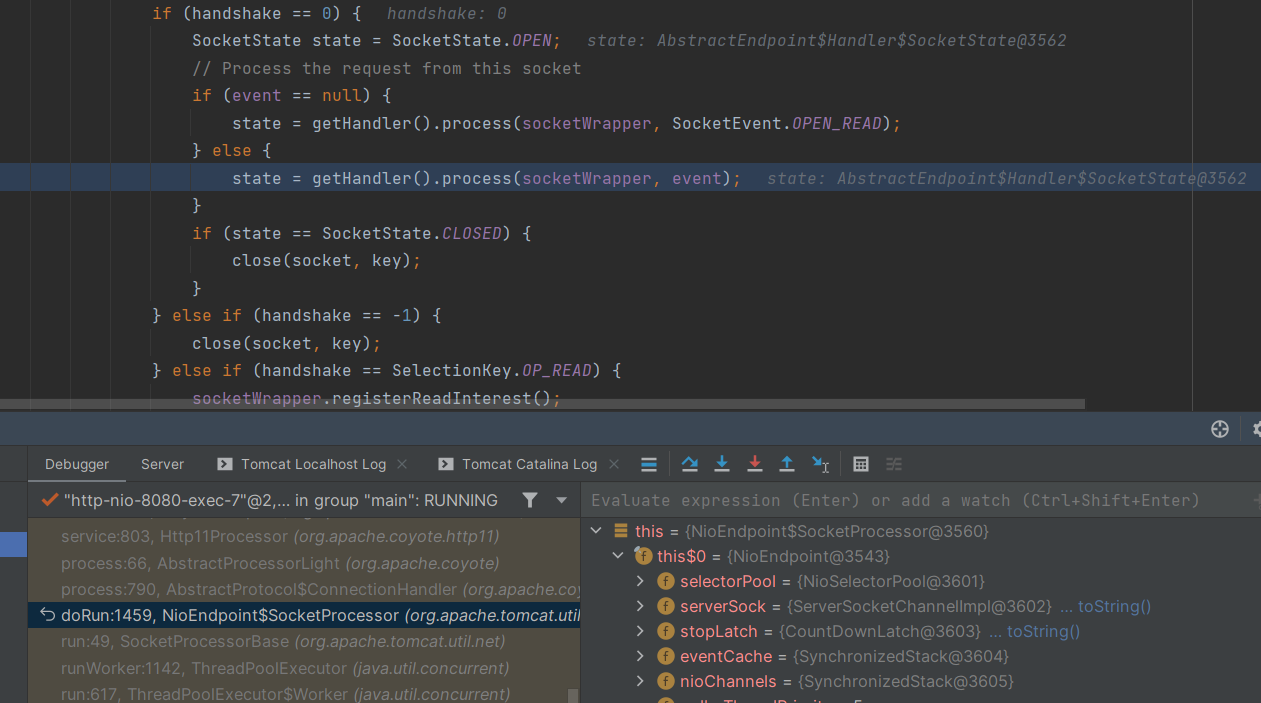 if (handshake == 0) {   handshake: 0
SocketState state = SocketState.OPEN;   state: AbstractEndpoint$Handler$SocketState@3562
// Process the request from this socket
if (event == null) {
state = getHandler().process(socketWrapper, SocketEvent.OPEN_READ);
} else {
state = getHandler().process(socketWrapper, event);   state: AbstractEndpoint$Handler$SocketState@3562
}
if (state == SocketState.CLOSED) {
close(socket, key);
}
} else if (handshake == -1) {
close(socket, key);
} else if (handshake == SelectionKey.OP_READ) {
socketWrapper.registerReadInterest();
Debugger Server Tomcat Localhost Log Tomcat Catalina Log
"http-nio-8080-exec-7"@2,... in group "main": RUNNING
Evaluate expression (Enter) or add a watch (Ctrl+Shift+Enter)
service:803, Http11Processor (org.apache.coyote.http11)
process:66, AbstractProcessorLight (org.apache.coyote)
process:790, AbstractProtocol$ConnectionHandler (org.apache.coy
doRun:1459, NioEndpoint$SocketProcessor (org.apache.tomcat.util
run:49, SocketProcessorBase (org.apache.tomcat.util.net)
runWorker:1142, ThreadPoolExecutor (java.util.concurrent)
run:617, ThreadPoolExecutor$Worker (java.util.concurrent)
this = {NioEndpoint$SocketProcessor@3560}
this$0 = {NioEndpoint@3543}
selectorPool = {NioSelectorPool@3601}
serverSock = {ServerSocketChannelImpl@3602} ... toString()
stopLatch = {CountDownLatch@3603} ... toString()
eventCache = {SynchronizedStack@3604}
nioChannels = {SynchronizedStack@3605}